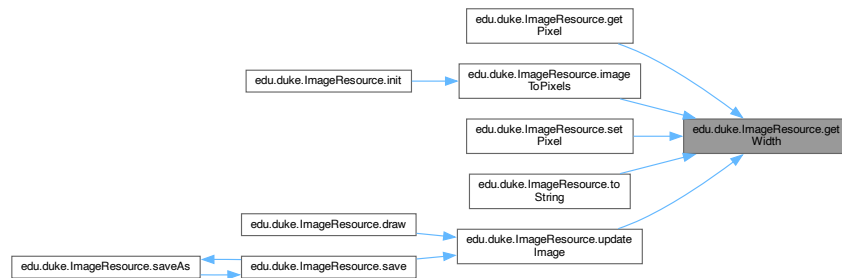 edu.duke.ImageResource.get
Pixel
edu.duke.ImageResource.init
edu.duke.ImageResource.image
ToPixels
edu.duke.ImageResource.get
Width
edu.duke.ImageResource.set
Pixel
edu.duke.ImageResource.to
String
edu.duke.ImageResource.draw
edu.duke.ImageResource.update
Image
edu.duke.ImageResource.saveAs
edu.duke.ImageResource.save